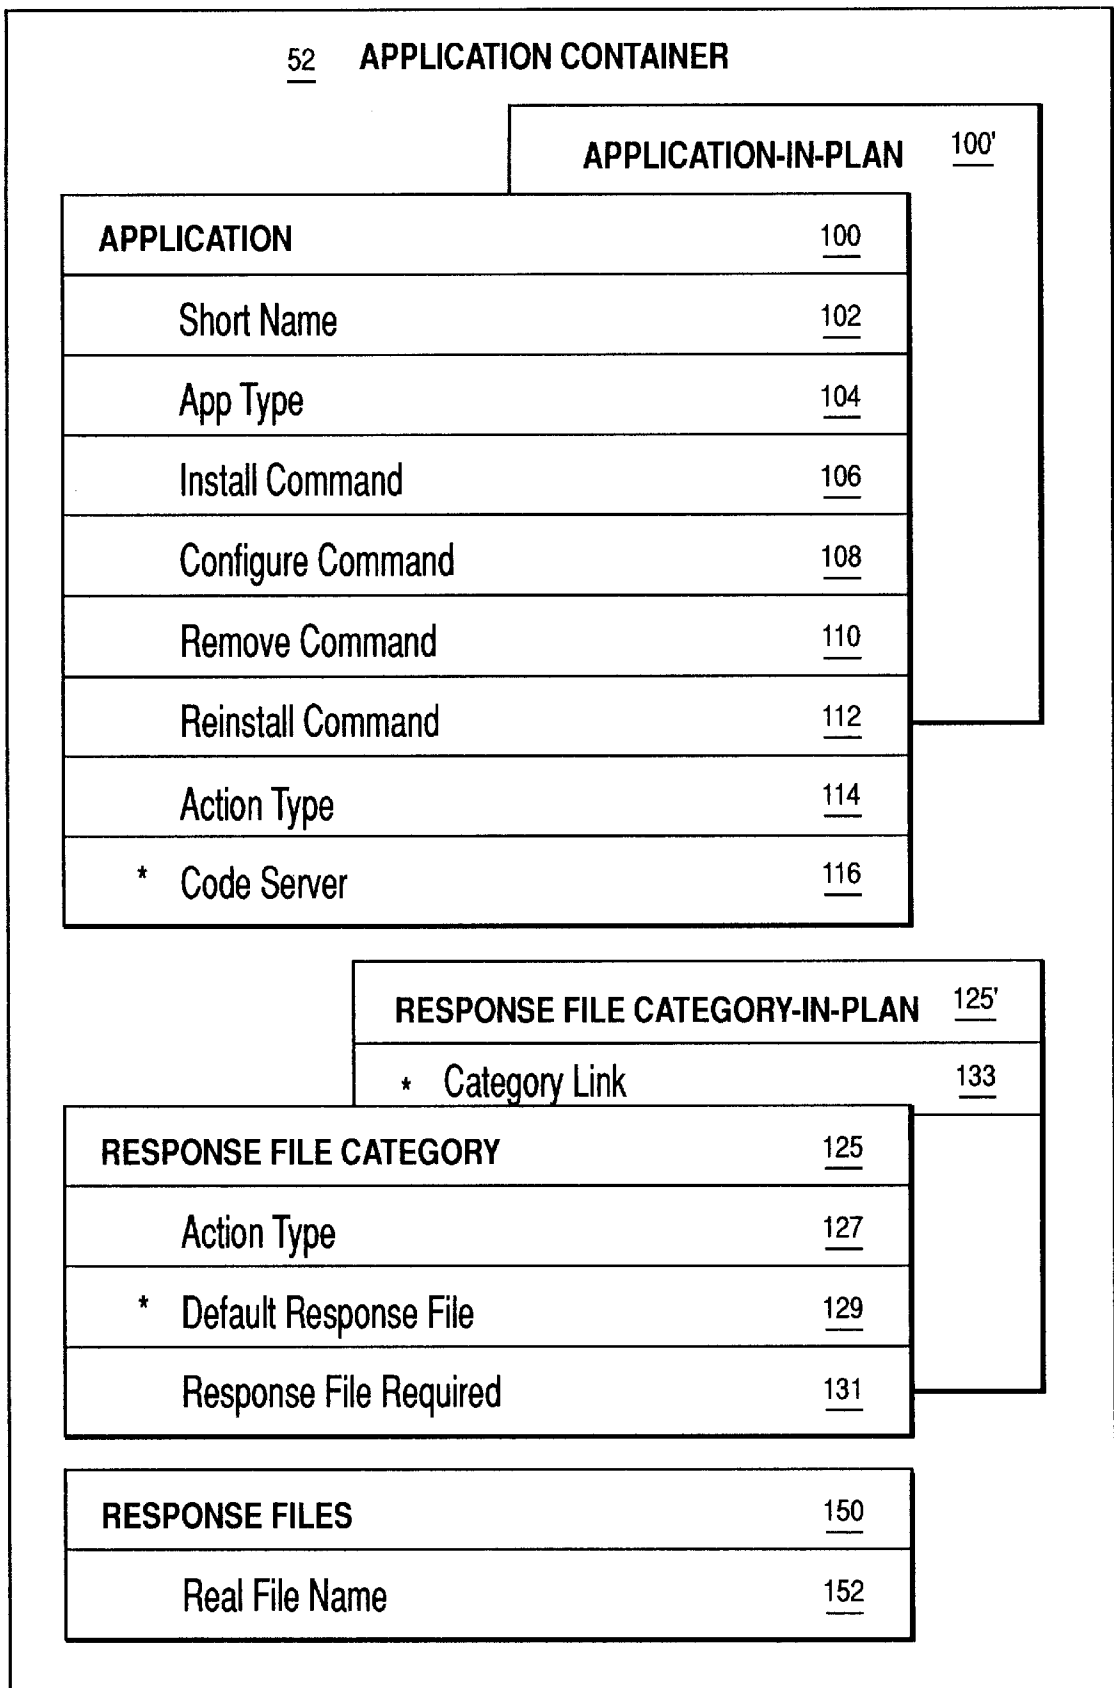 52 APPLICATION CONTAINER
APPLICATION-IN-PLAN 100'
APPLICATION 100
Short Name 102
App Type 104
Install Command 106
Configure Command 108
Remove Command 110
Reinstall Command 112
Action Type 114
* Code Server 116
RESPONSE FILE CATEGORY-IN-PLAN 125'
* Category Link 133
RESPONSE FILE CATEGORY 125
Action Type 127
* Default Response File 129
Response File Required 131
RESPONSE FILES 150
Real File Name 152